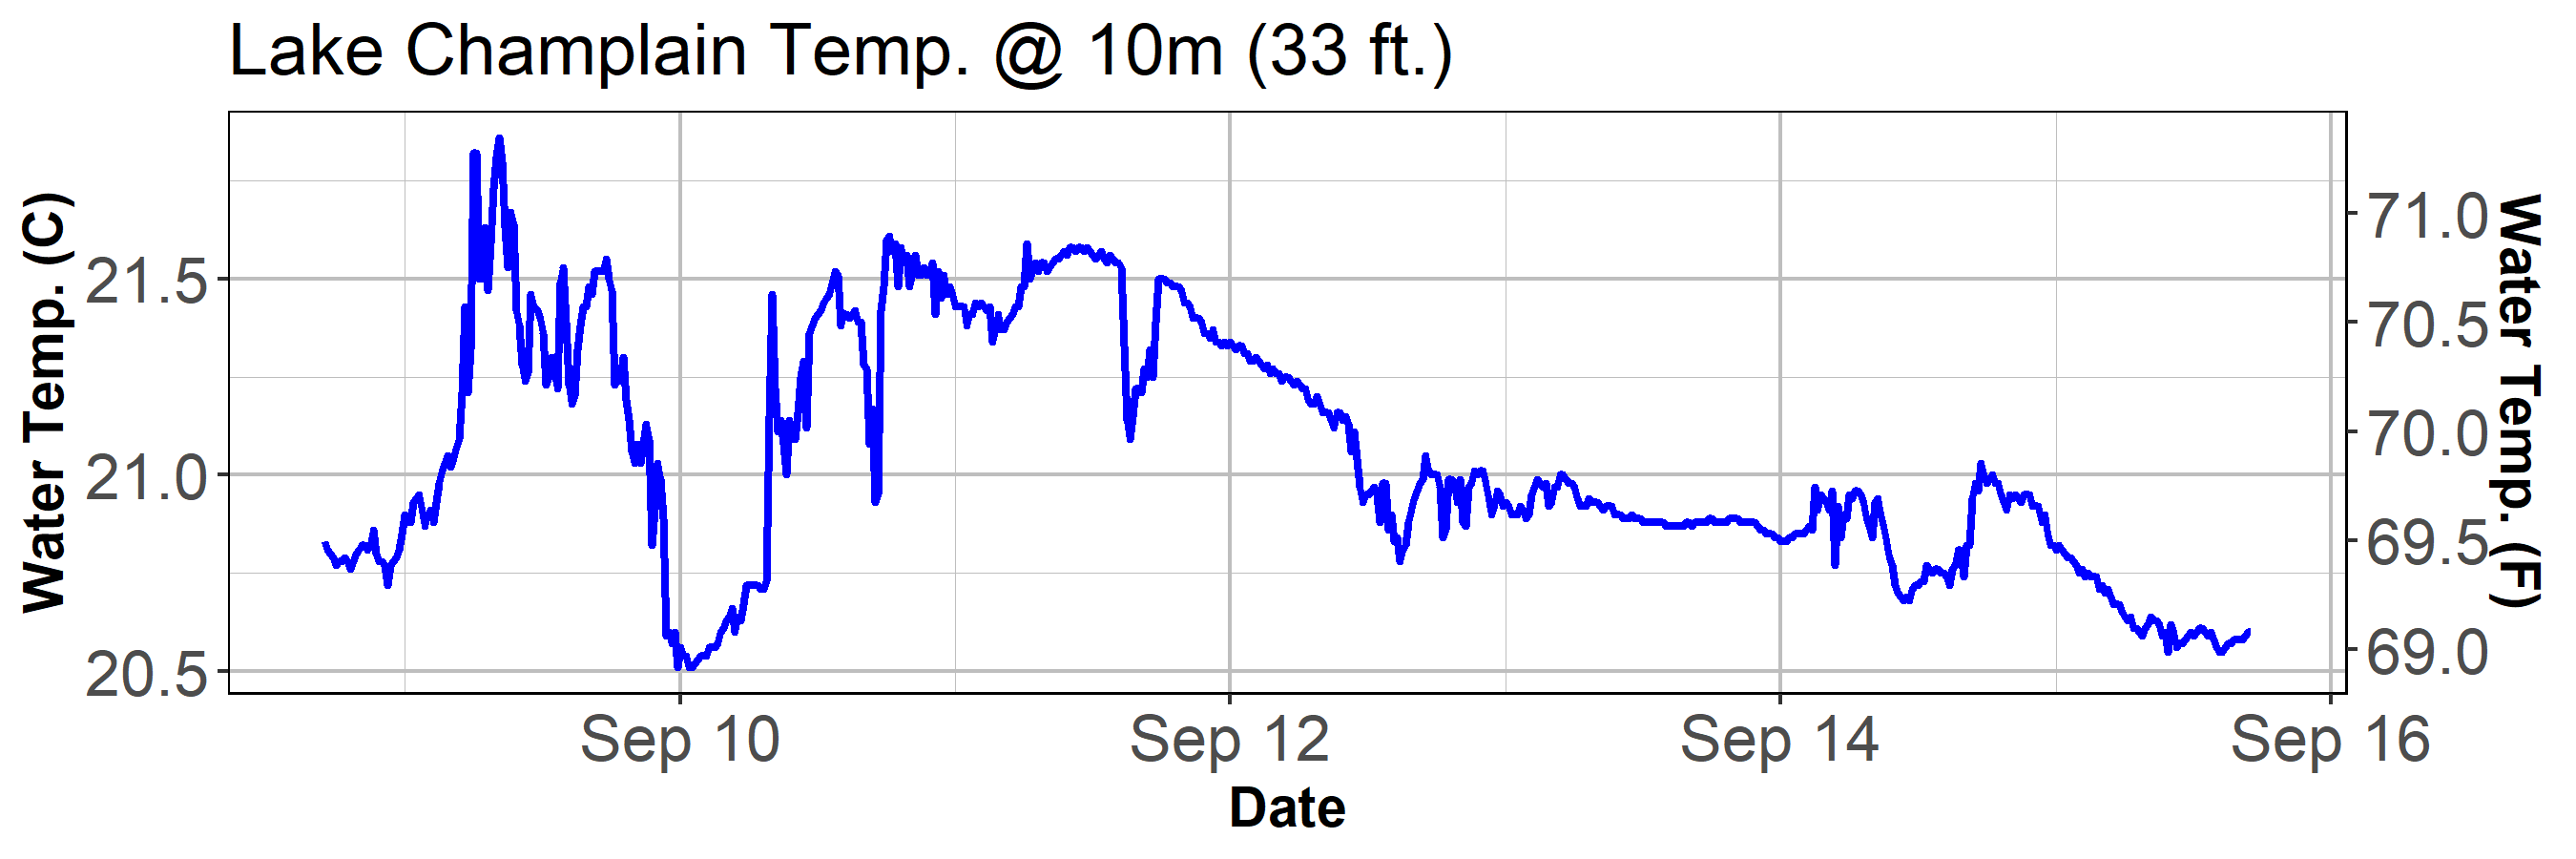 Lake Champlain Temp. @ 10m (33 ft.)
Water Temp. (C)
21.5
21.0
20.5
71.0
70.5
70.0
69.5
69.0
Water Temp. (F)
Sep 10
Sep 12
Sep 14
Sep 16
Date